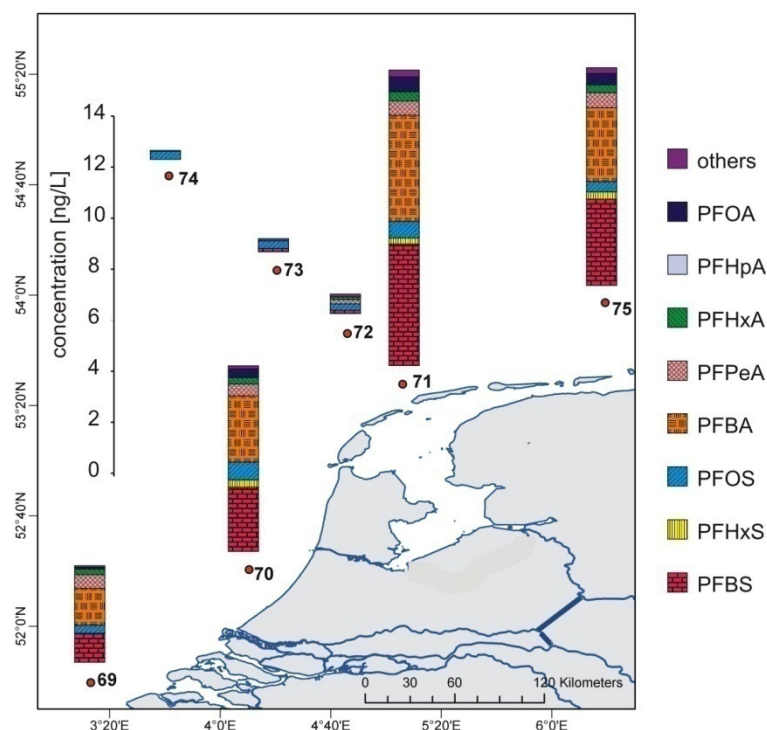 55°20'N
54°40'N
54°0'N
53°20'N
52°40'N
52°0'N
concentration [ng/L]
14
12
10
8
6
4
2
0
74
73
72
71
75
70
69
0 30 60 120 Kilometers
3°20'E 4°0'E 4°40'E 5°20'E 6°0'E
others
PFOA
PFHpA
PFHxA
PFPeA
PFBA
PFOS
PFHxS
PFBS